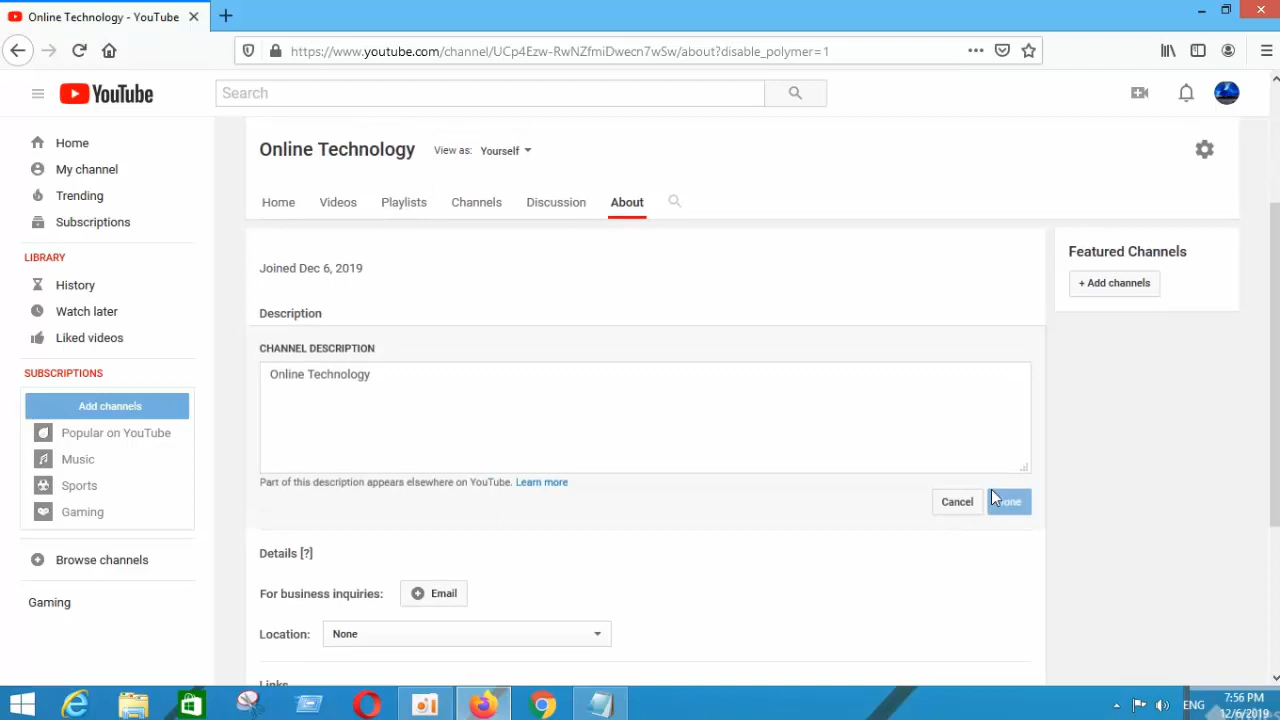 Online Technology - YouTube
https://www.youtube.com/channel/UCp4Ezw-RwNZfmiDwecn7wSw/about?disable_polymer=1
YouTube
Search
Home
My channel
Trending
Subscriptions
LIBRARY
History
Watch later
Liked videos
SUBSCRIPTIONS
Add channels
Popular on YouTube
Music
Sports
Gaming
Browse channels
Gaming
Online Technology View as: Yourself
Home Videos Playlists Channels Discussion About
Joined Dec 6, 2019
Description
CHANNEL DESCRIPTION
Online Technology
Part of this description appears elsewhere on YouTube. Learn more
Cancel
Details [?]
For business inquiries: Email
Location: None
Links
Featured Channels
+ Add channels
ENG
7:56 PM
12/6/2019